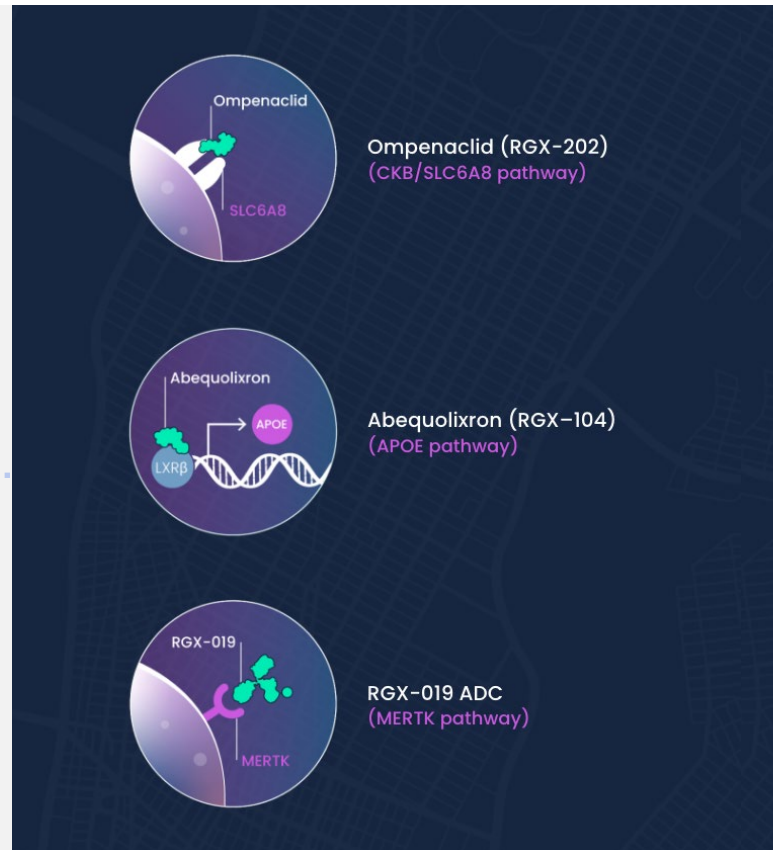 Ompenaclid
SLC6A8
Ompenaclid (RGX-202)
(CKB/SLC6A8 pathway)
Abequolixron
APOE
LXRβ
Abequolixron (RGX–104)
(APOE pathway)
RGX-019
MERTK
RGX-019 ADC
(MERTK pathway)